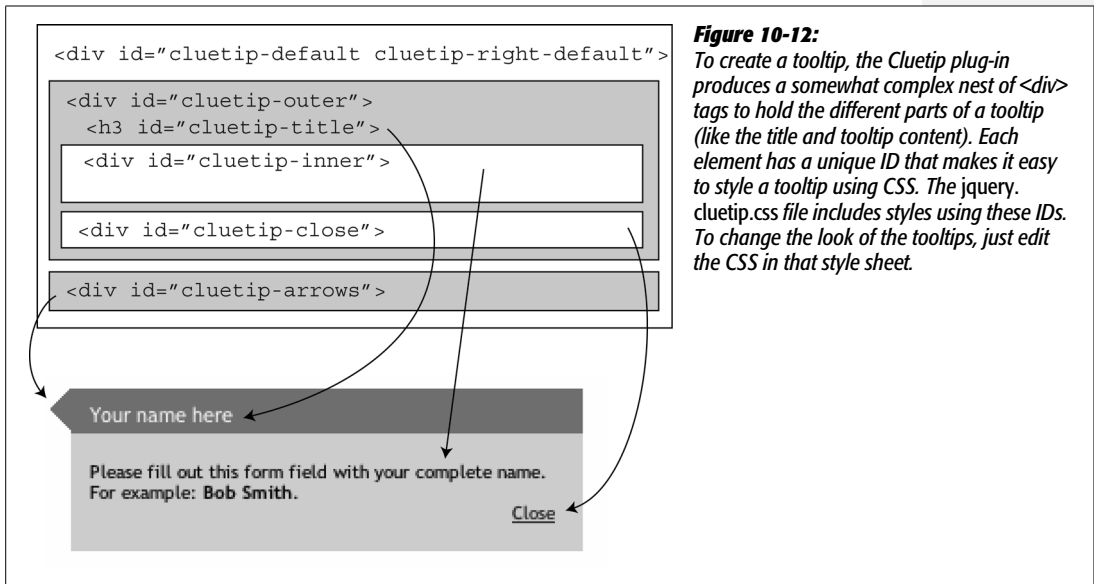 <div id=”cluetip-default cluetip-right-default”>
<div id=”cluetip-outer”>
<h3 id=”cluetip-title”>
<div id=”cluetip-inner”>
<div id=”cluetip-close”>
<div id=”cluetip-arrows”>
Your name here
Please fill out this form field with your complete name.
For example: Bob Smith.
Close
Figure 10-12:
To create a tooltip, the Cluetip plug-in
produces a somewhat complex nest of <div>
tags to hold the different parts of a tooltip
(like the title and tooltip content). Each
element has a unique ID that makes it easy
to style a tooltip using CSS. The jquery.
cluetip.css file includes styles using these IDs.
To change the look of the tooltips, just edit
the CSS in that style sheet.